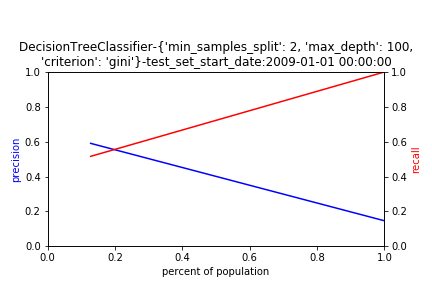 DecisionTreeClassifier-{'min_samples_split': 2, 'max_depth': 100,
'criterion': 'gini'}-test_set_start_date:2009-01-01 00:00:00
1.0
0.8
0.6
0.4
0.2
0.0
precision
1.0
0.8
0.6
0.4
0.2
0.0
recall
0.0 0.2 0.4 0.6 0.8 1.0
percent of population